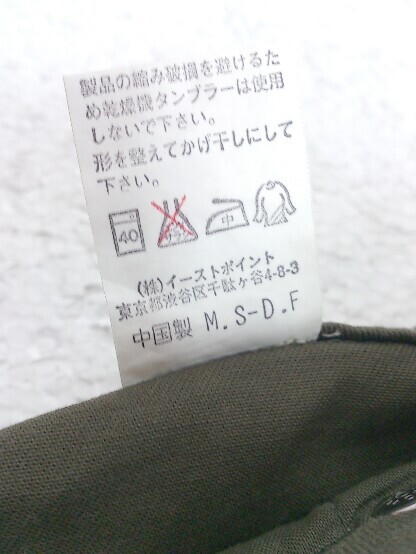 製品の縮み破損を避けるた
め乾燥機タンブラーは使用
しないで下さい。
形を整えてかげ干しにして
下さい。
40 中
(株)イーストポイント
東京都渋谷区千駄ヶ谷4-8-3
中国製 M.S-D.F